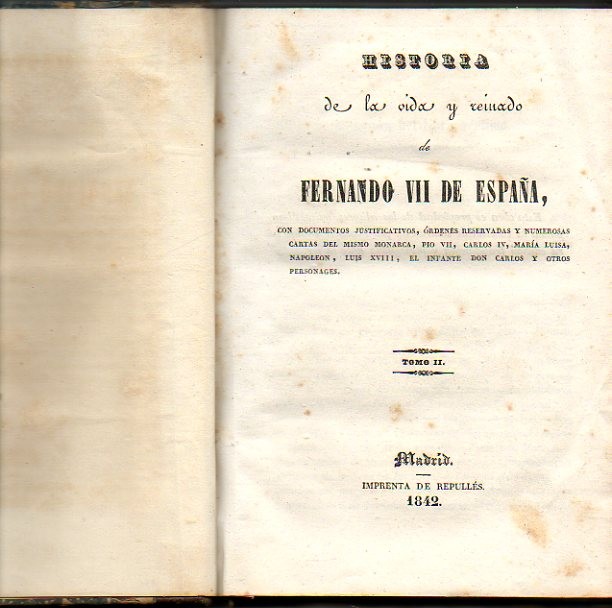 HISTORIA
de la vida y reinado
de
FERNANDO VII DE ESPAÑA,
CON DOCUMENTOS JUSTIFICATIVOS, ÓRDENES RESERVADAS Y NUMEROSAS
CARTAS DEL MISMO MONARCA, PIO VII, CARLOS IV, MARÍA LUISA,
NAPOLEON, LUIS XVIII, EL INFANTE DON CARLOS Y OTROS
PERSONAGES.
TOMO II.
Madrid.
IMPRENTA DE REPULLÉS.
1842.